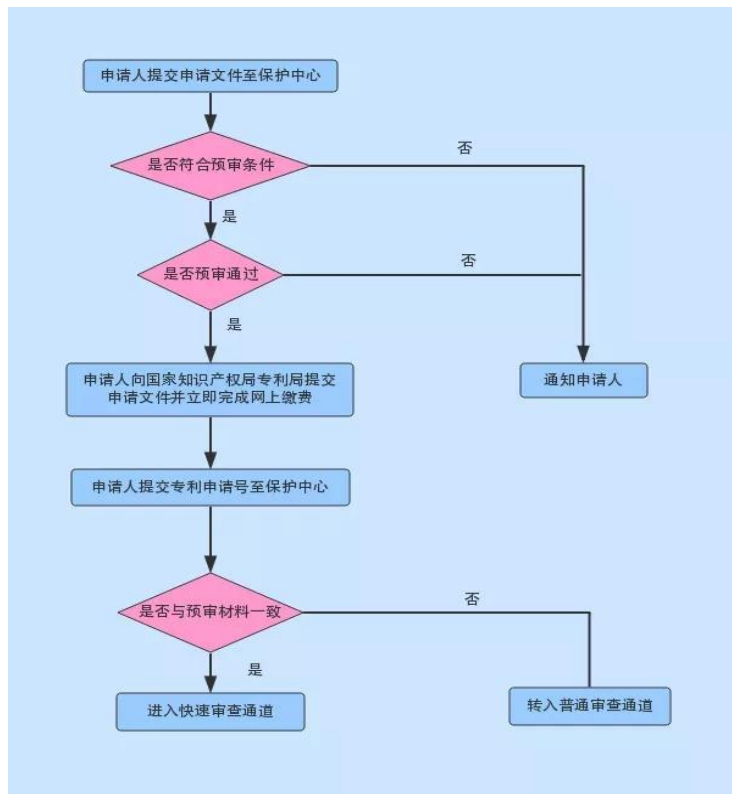 申请人提交申请文件至保护中心
是否符合预审条件
否
是
是否预审通过
否
是
申请人向国家知识产权局专利局提交
申请文件并立即完成网上缴费
通知申请人
申请人提交专利申请号至保护中心
是否与预审材料一致
否
是
进入快速审查通道
转入普通审查通道